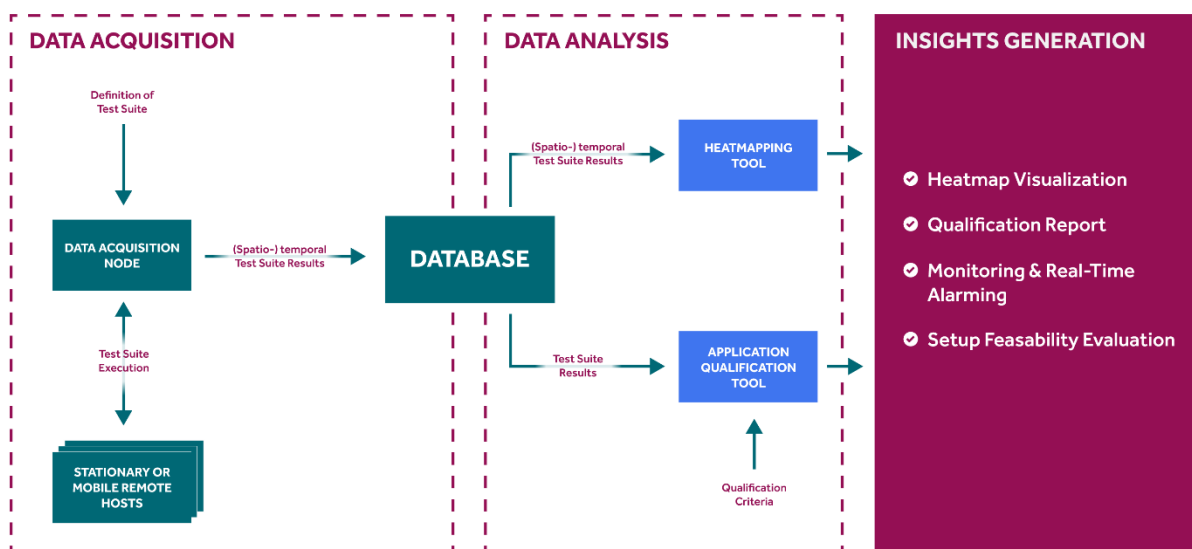 DATA ACQUISITION
Definition of
Test Suite
DATA ACQUISITION
NODE
(Spatio-) temporal
Test Suite Results
Test Suite
Execution
STATIONARY OR
MOBILE REMOTE
HOSTS
DATABASE
DATA ANALYSIS
(Spatio-) temporal
Test Suite Results
HEATMAPPING
TOOL
Test Suite
Results
APPLICATION
QUALIFICATION
TOOL
Qualification
Criteria
INSIGHTS GENERATION
Heatmap Visualization
Qualification Report
Monitoring & Real-Time
Alarming
Setup Feasability Evaluation